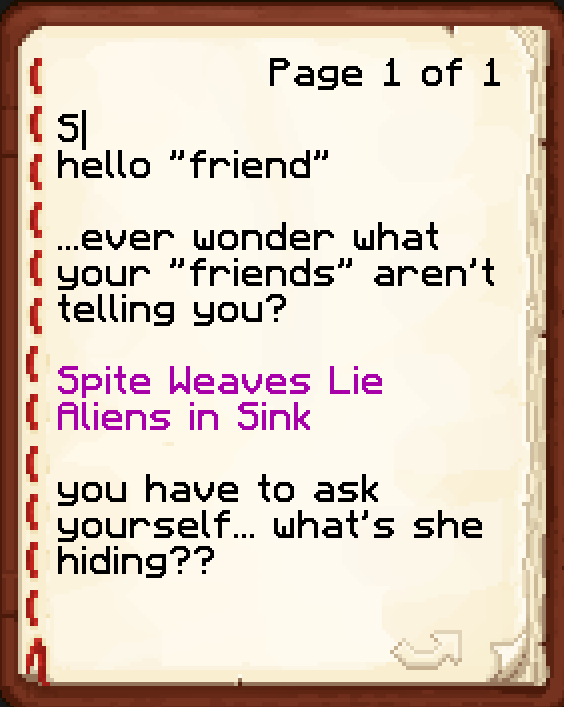 Page 1 of 1
S|
hello "friend"
...ever wonder what
your "friends" aren't
telling you?
Spite Weaves Lie
Aliens in Sink
you have to ask
yourself... what's she
hiding??